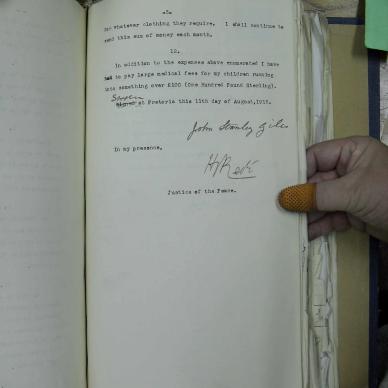 -5-
for whatever clothing they require. I shall continue to
send this sum of money each month.
12.
In addition to the expenses above enumerated I have
had to pay large medical fees for my children running
into something over £100 (One Hundred Pound Sterling).
Sworn
Signed at Pretoria this 11th day of August, 1915.
John Stanley Giles
In my presence,
Justice of the Peace.